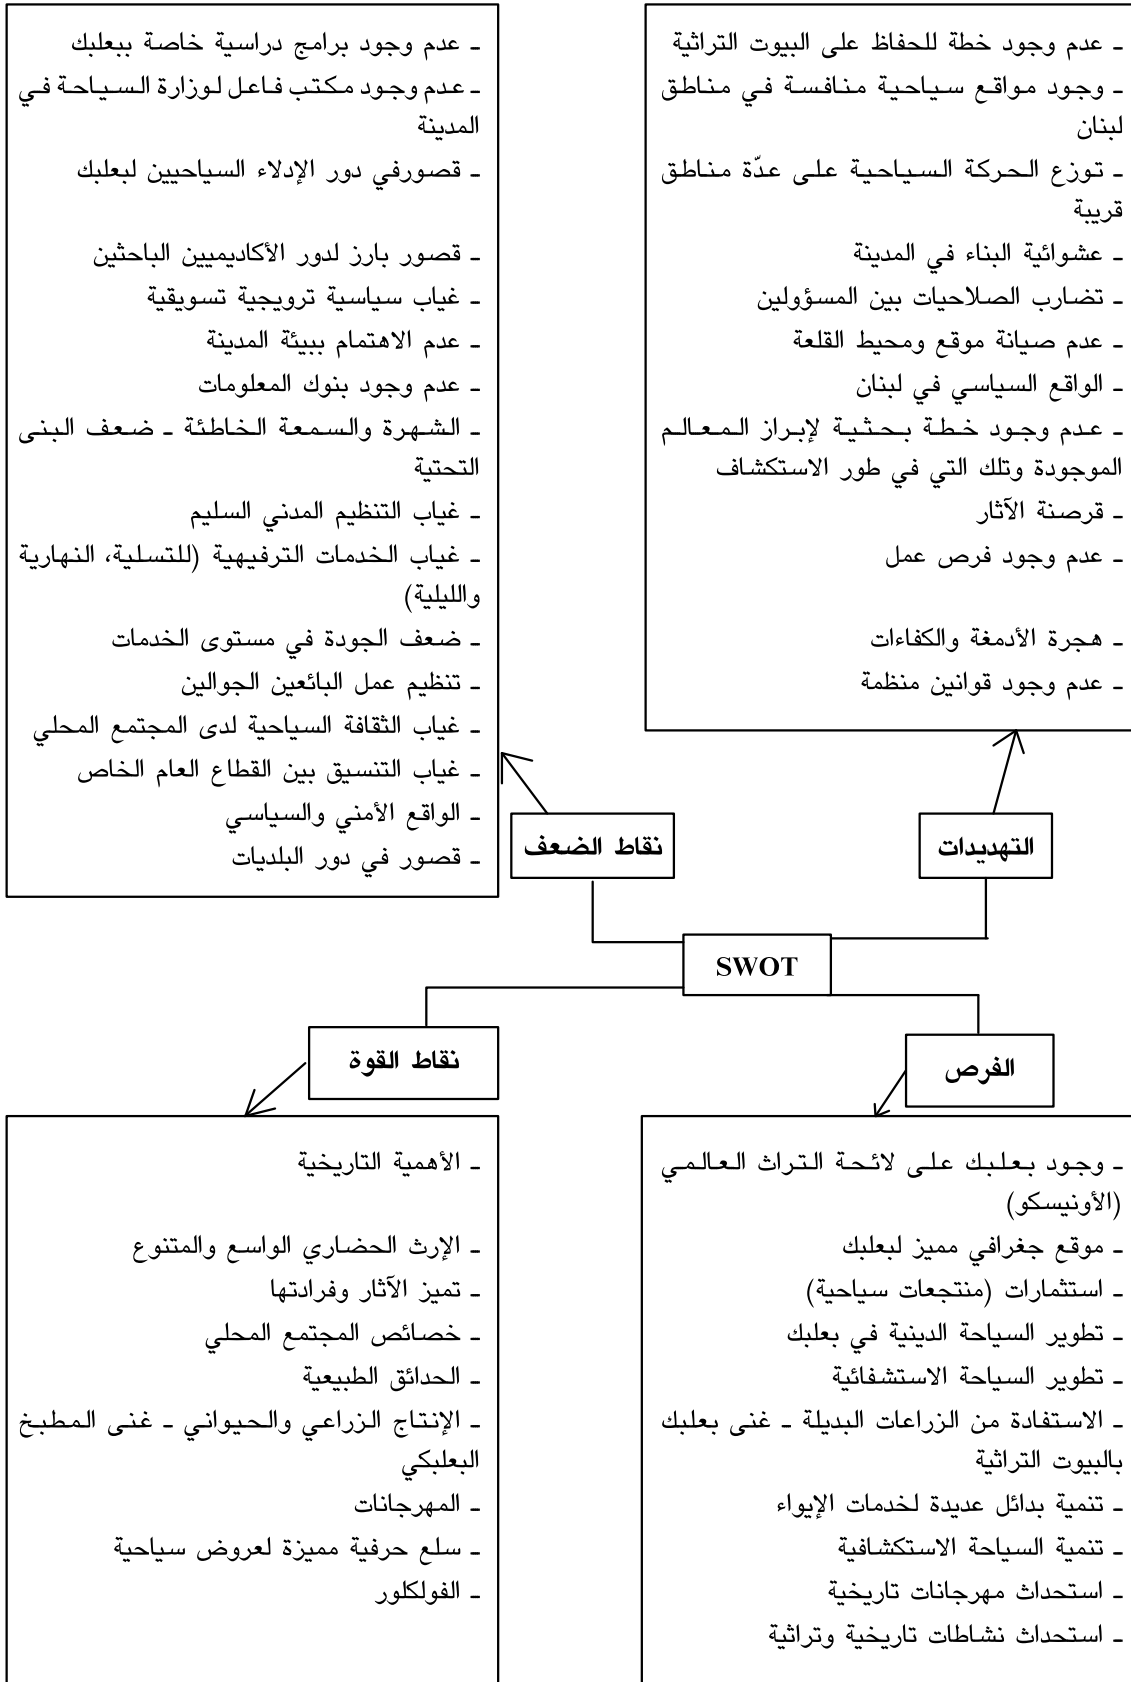 ـ عدم وجود خطة للحفاظ على البيوت التراثية
ـ وجود مواقع سياحية منافسة في مناطق
لبنان
ـ توزع الحركة السياحية على عدّة مناطق
قريبة
ـ عشوائية البناء في المدينة
ـ تضارب الصلاحيات بين المسؤولين
ـ عدم صيانة موقع ومحيط القلعة
ـ الواقع السياسي في لبنان
ـ عدم وجود خطة بحثية لإبراز المعالم
الموجودة وتلك التي في طور الاستكشاف
ـ قرصنة الآثار
ـ عدم وجود فرص عمل
ـ هجرة الأدمغة والكفاءات
ـ عدم وجود قوانين منظمة
ـ عدم وجود برامج دراسية خاصة ببعلبك
ـ عدم وجود مكتب فاعل لوزارة السياحة في
المدينة
ـ قصورفي دور الإدلاء السياحيين لبعلبك
ـ قصور بارز لدور الأكاديميين الباحثين
ـ غياب سياسية ترويجية تسويقية
ـ عدم الاهتمام ببيئة المدينة
ـ عدم وجود بنوك المعلومات
ـ الشهرة والسمعة الخاطئة ـ ضعف البنى
التحتية
ـ غياب التنظيم المدني السليم
ـ غياب الخدمات الترفيهية (للتسلية، النهارية
والليلية)
ـ ضعف الجودة في مستوى الخدمات
ـ تنظيم عمل البائعين الجوالين
ـ غياب الثقافة السياحية لدى المجتمع المحلي
ـ غياب التنسيق بين القطاع العام الخاص
ـ الواقع الأمني والسياسي
ـ قصور في دور البلديات
التهديدات
نقاط الضعف
SWOT
الفرص
نقاط القوة
ـ وجود بعلبك على لائحة التراث العالمي
(الأونيسكو)
ـ موقع جغرافي مميز لبعلبك
ـ استثمارات (منتجعات سياحية)
ـ تطوير السياحة الدينية في بعلبك
ـ تطوير السياحة الاستشفائية
ـ الاستفادة من الزراعات البديلة ـ غنى بعلبك
بالبيوت التراثية
ـ تنمية بدائل عديدة لخدمات الإيواء
ـ تنمية السياحة الاستكشافية
ـ استحداث مهرجانات تاريخية
ـ استحداث نشاطات تاريخية وتراثية
ـ الأهمية التاريخية
ـ الإرث الحضاري الواسع والمتنوع
ـ تميز الآثار وفرادتها
ـ خصائص المجتمع المحلي
ـ الحدائق الطبيعية
ـ الإنتاج الزراعي والحيواني ـ غنى المطبخ
البعلبكي
ـ المهرجانات
ـ سلع حرفية مميزة لعروض سياحية
ـ الفولكلور